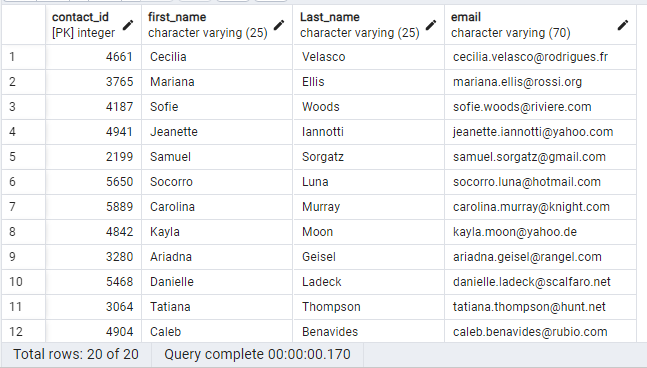 contact_id first_name Last_name email
[PK] integer character varying (25) character varying (25) character varying (70)
1 4661 Cecilia Velasco cecilia.velasco@rodrigues.fr
2 3765 Mariana Ellis mariana.ellis@rossi.org
3 4187 Sofie Woods sofie.woods@riviere.com
4 4941 Jeanette Iannotti jeanette.iannotti@yahoo.com
5 2199 Samuel Sorgatz samuel.sorgatz@gmail.com
6 5650 Socorro Luna socorro.luna@hotmail.com
7 5889 Carolina Murray carolina.murray@knight.com
8 4842 Kayla Moon kayla.moon@yahoo.de
9 3280 Ariadna Geisel ariadna.geisel@rangel.com
10 5468 Danielle Ladeck danielle.ladeck@scalfaro.net
11 3064 Tatiana Thompson tatiana.thompson@hunt.net
12 4904 Caleb Benavides caleb.benavides@rubio.com
Total rows: 20 of 20 Query complete 00:00:00.170